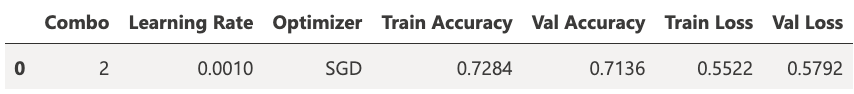 Combo Learning Rate Optimizer Train Accuracy Val Accuracy Train Loss Val Loss
0 2 0.0010 SGD 0.7284 0.7136 0.5522 0.5792